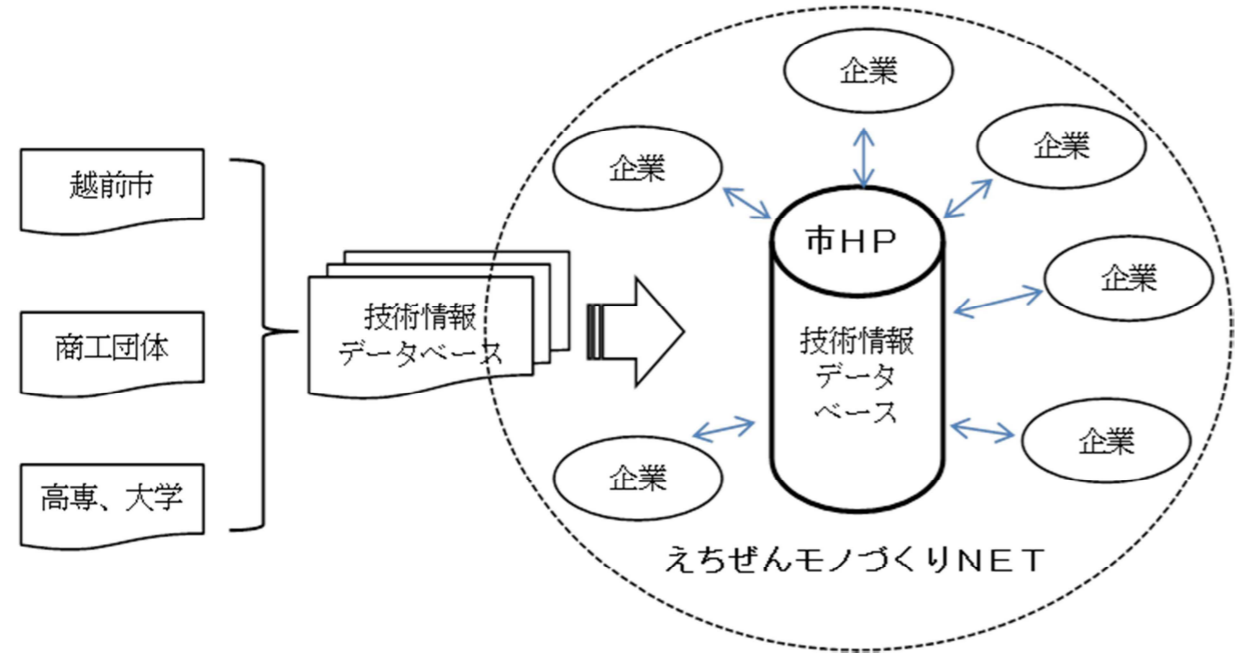 越前市
商工団体
高専、大学
技術情報
データベース
企業
企業
企業
企業
企業
企業
市HP
技術情報
データ
ベース
えちぜんモノづくりNET